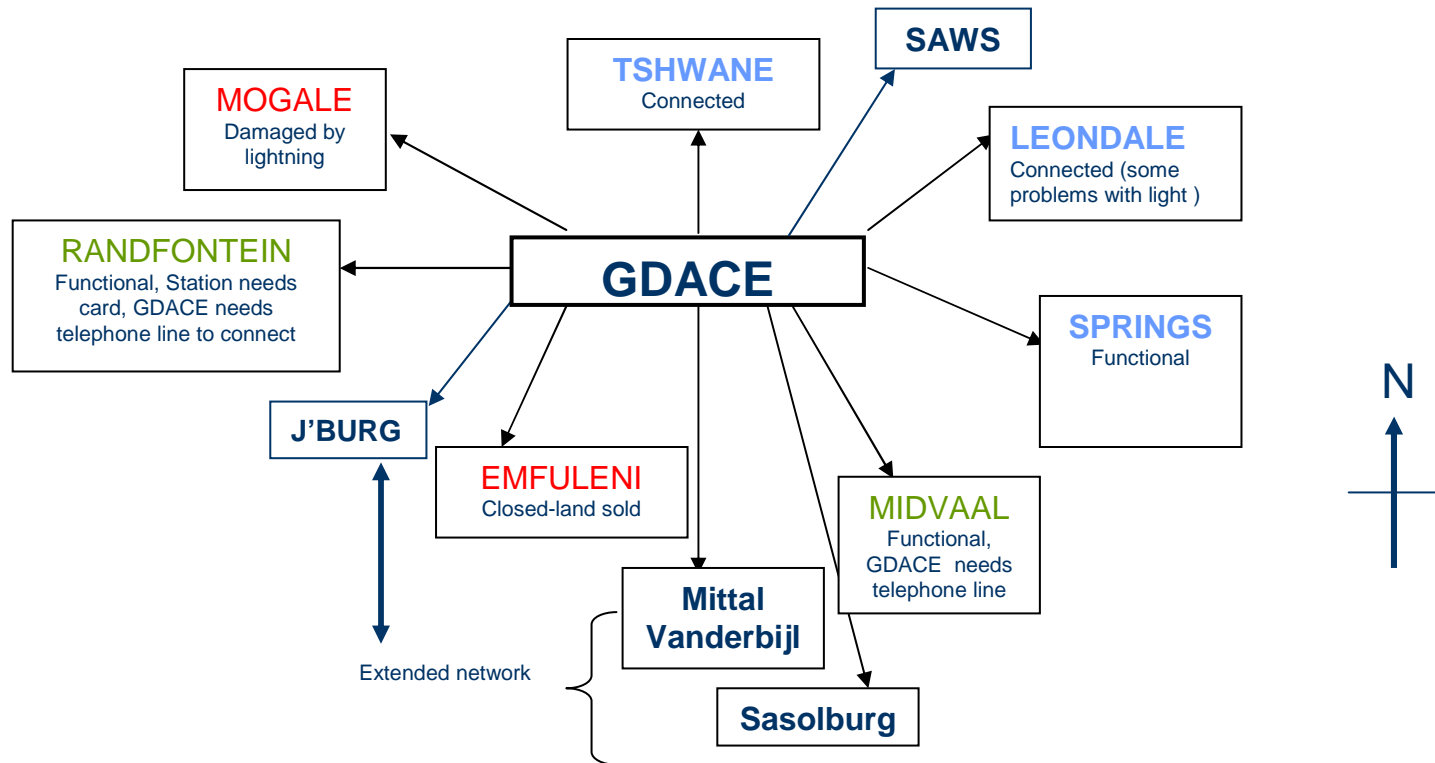 SAWS
TSHWANE
Connected
MOGALE
Damaged by
lightning
LEONDALE
Connected (some
problems with light )
RANDFONTEIN
Functional, Station needs
card, GDACE needs
telephone line to connect
GDACE
SPRINGS
Functional
N
J’BURG
EMFULENI
Closed-land sold
MIDVAAL
Functional,
GDACE needs
telephone line
Mittal
Vanderbijl
Extended network
Sasolburg